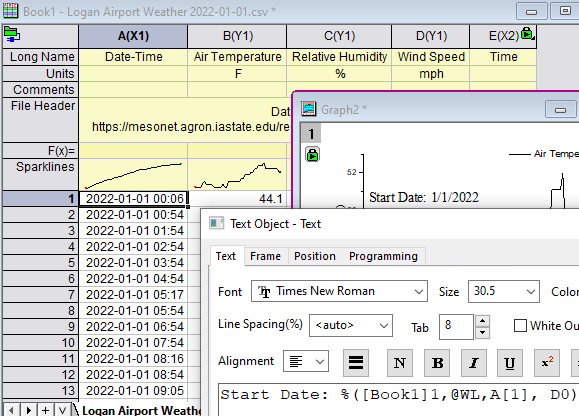 Book1 - Logan Airport Weather 2022-01-01.csv *
A(X1) B(Y1) C(Y1) D(Y1) E(X2)
Long Name Date-Time Air Temperature Relative Humidity Wind Speed Time
Units F % mph
Comments
File Header Dat
https://mesonet.agron.iastate.edu/re
F(x)=
Sparklines
1 2022-01-01 00:06 44.1
2 2022-01-01 00:54
3 2022-01-01 01:54
4 2022-01-01 02:54
5 2022-01-01 03:54
6 2022-01-01 04:54
7 2022-01-01 05:17
8 2022-01-01 05:54
9 2022-01-01 06:54
10 2022-01-01 07:54
11 2022-01-01 08:16
12 2022-01-01 08:54
13 2022-01-01 09:05
Logan Airport Weathe
Graph2 *
1
Air Tempe
52
Start Date: 1/1/2022
Text Object - Text
Text Frame Position Programming
Font Times New Roman Size 30.5 Color
Line Spacing(%) <auto> Tab 8 White Ou
Alignment N B I U x²
Start Date: %([Book1]1,@WL,A[1], D0)